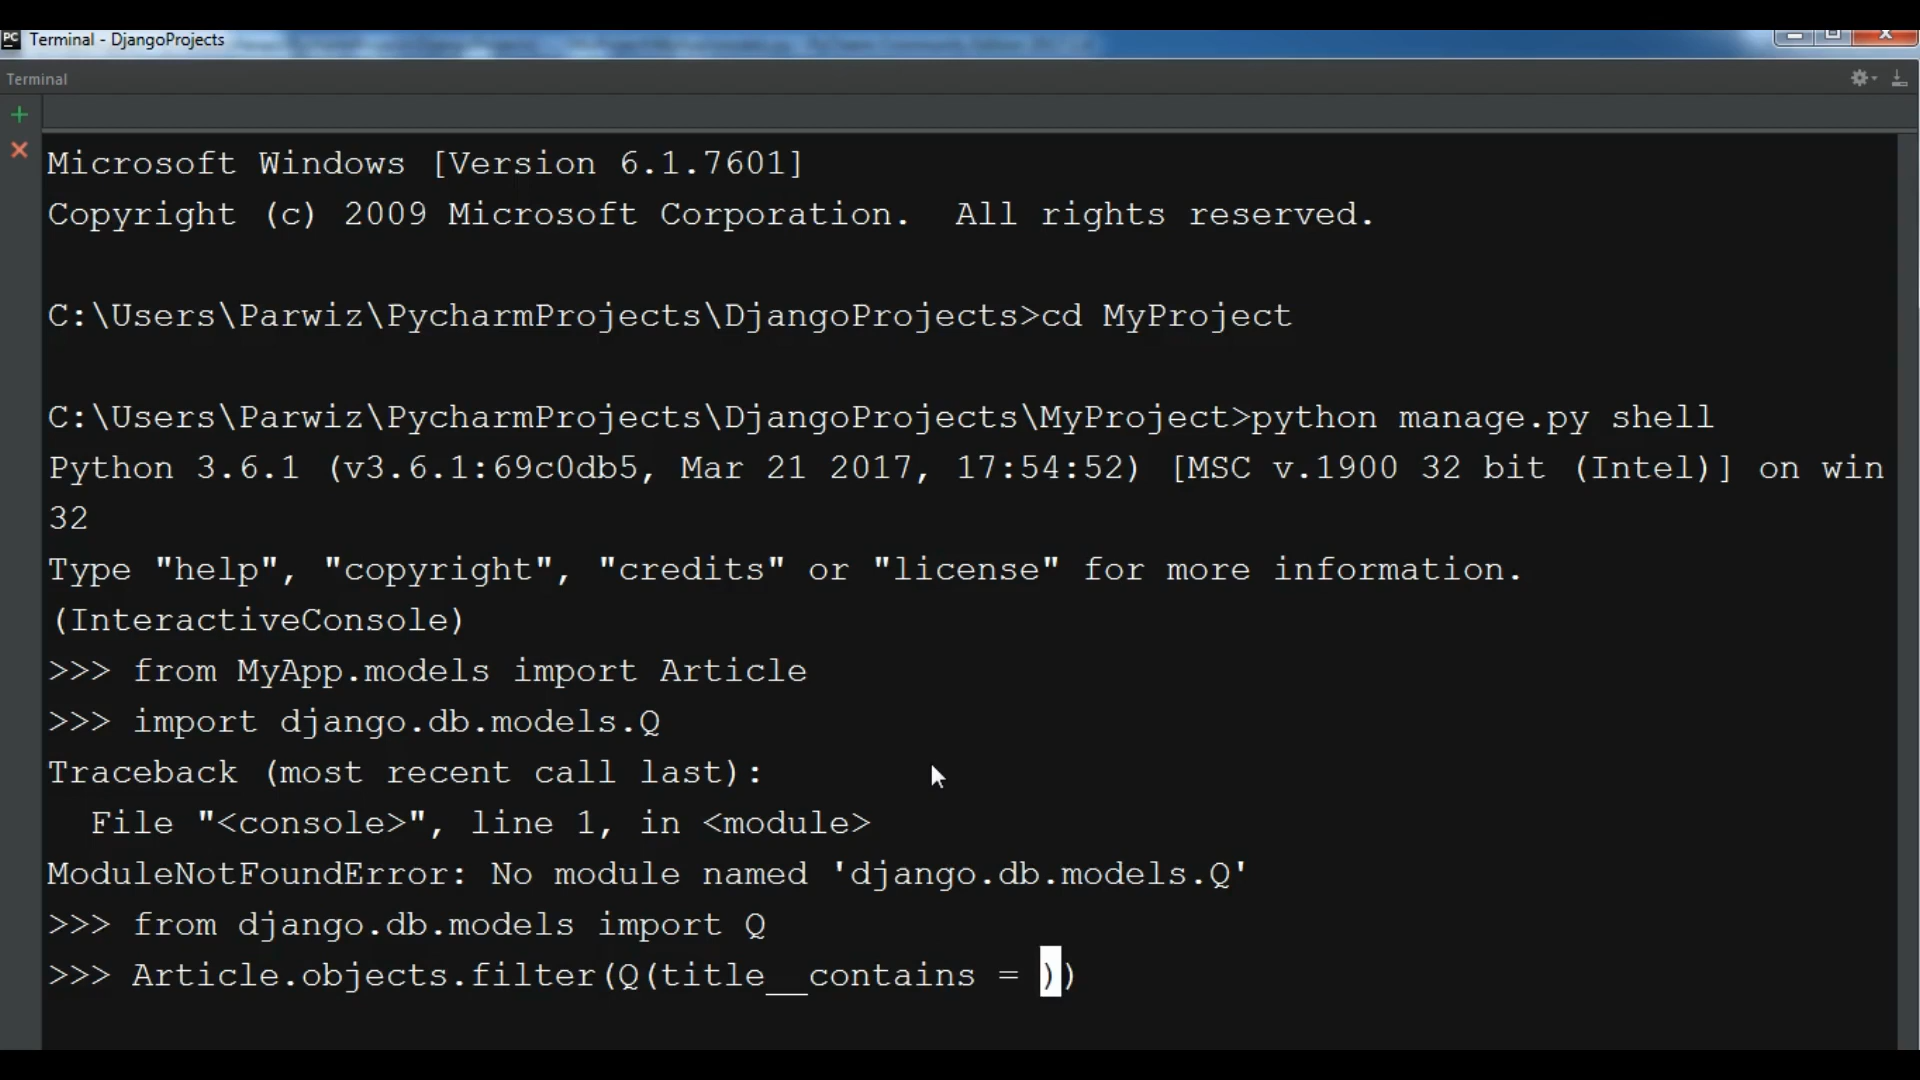 PC Terminal - DjangoProjects
Terminal
Microsoft Windows [Version 6.1.7601]
Copyright (c) 2009 Microsoft Corporation.  All rights reserved.
C:\Users\Parwiz\PycharmProjects\DjangoProjects>cd MyProject
C:\Users\Parwiz\PycharmProjects\DjangoProjects\MyProject>python manage.py shell
Python 3.6.1 (v3.6.1:69c0db5, Mar 21 2017, 17:54:52) [MSC v.1900 32 bit (Intel)] on win
32
Type "help", "copyright", "credits" or "license" for more information.
(InteractiveConsole)
>>> from MyApp.models import Article
>>> import django.db.models.Q
Traceback (most recent call last):
  File "<console>", line 1, in <module>
ModuleNotFoundError: No module named 'django.db.models.Q'
>>> from django.db.models import Q
>>> Article.objects.filter(Q(title__contains = ))